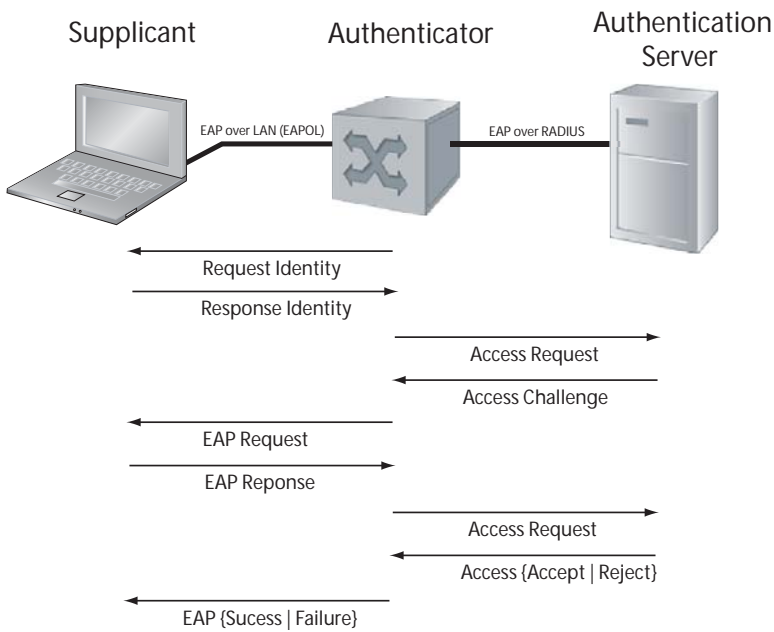 Supplicant
Authenticator
Authentication
Server
EAP over LAN (EAPOL)
EAP over RADIUS
Request Identity
Response Identity
Access Request
Access Challenge
EAP Request
EAP Reponse
Access Request
Access {Accept | Reject}
EAP {Sucess | Failure}